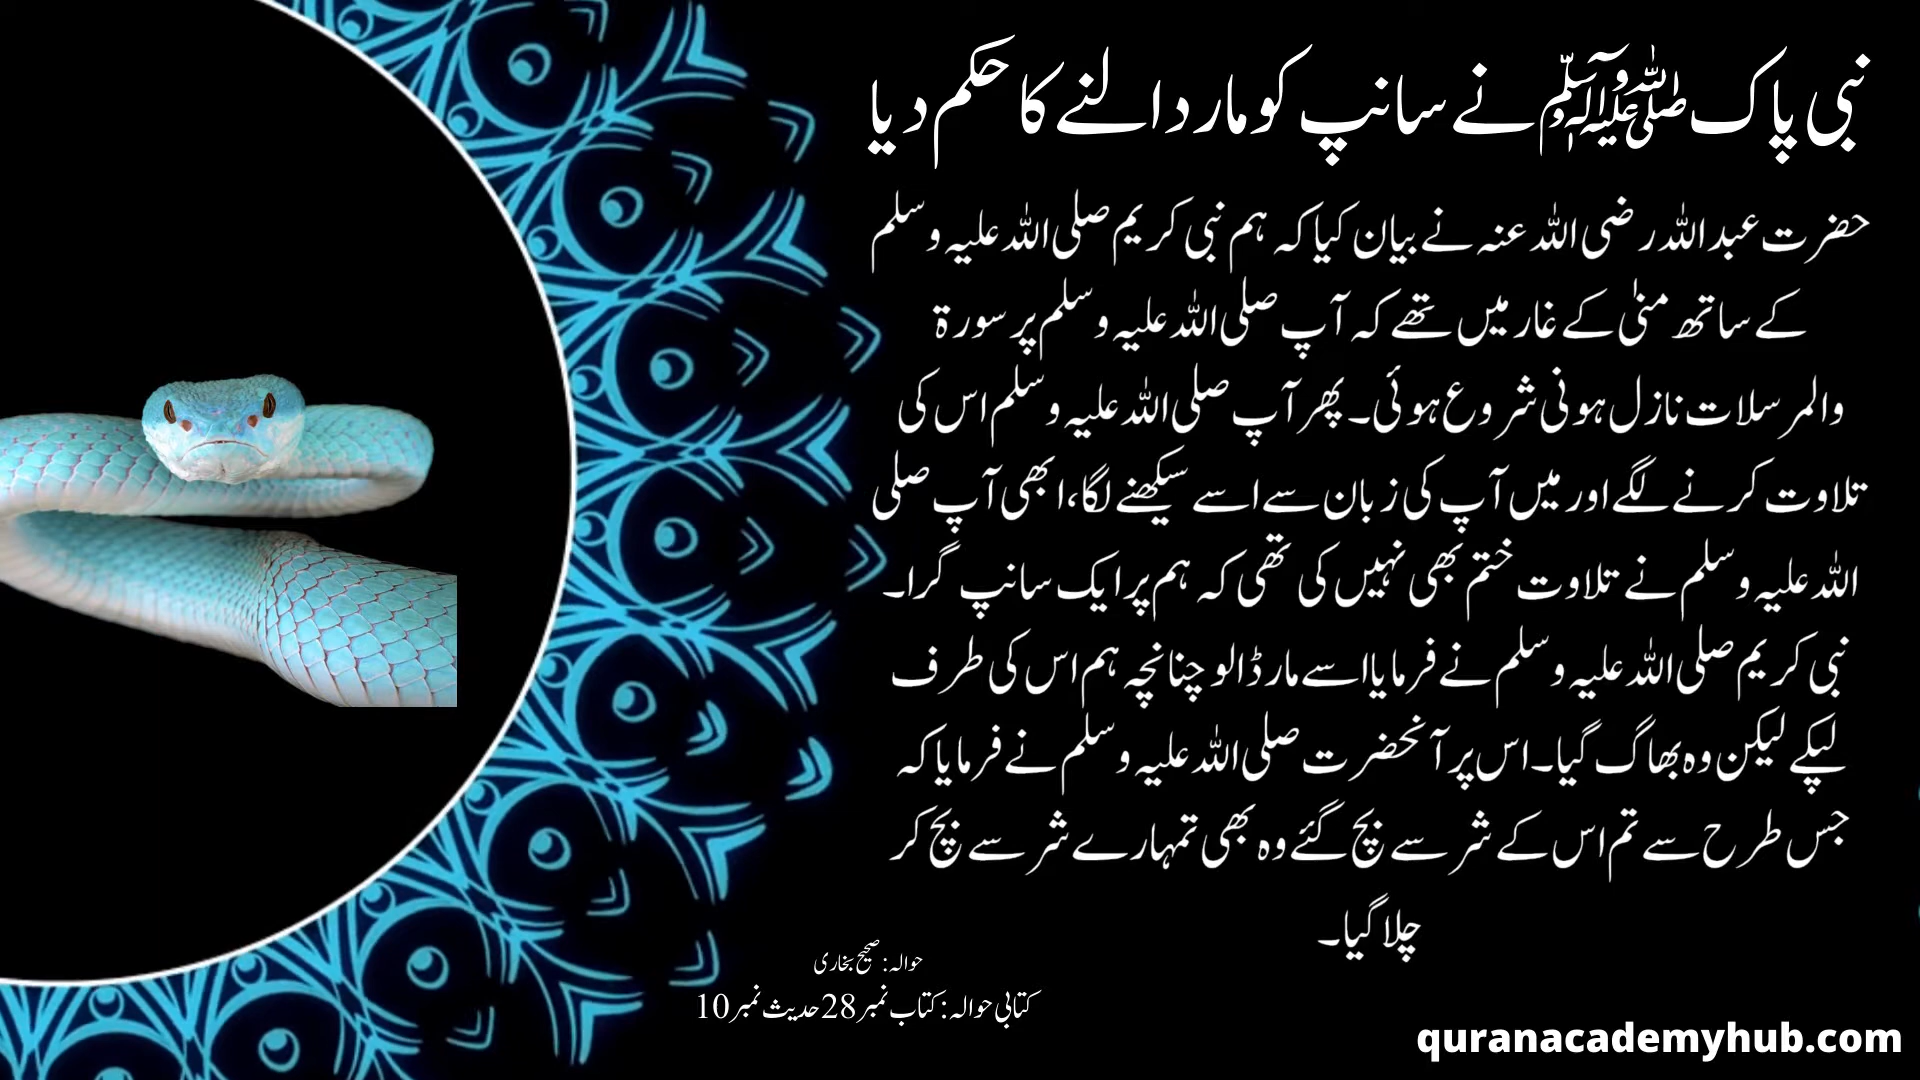 نبی پاک ﷺ نے سانپ کو مار دالنے کا حکم دیا
حضرت عبداللہ رضی اللہ عنہ نے بیان کیا کہ ہم نبی کریم صلی اللہ علیہ وسلم
کے ساتھ منیٰ کے غار میں تھے کہ آپ صلی اللہ علیہ وسلم پر سورۃ
والمرسلات نازل ہونی شروع ہوئی۔ پھر آپ صلی اللہ علیہ وسلم اس کی
تلاوت کرنے لگے اور میں آپ کی زبان سے اسے سیکھنے لگا، ابھی آپ صلی
اللہ علیہ وسلم نے تلاوت ختم بھی نہیں کی تھی کہ ہم پر ایک سانپ گرا۔
نبی کریم صلی اللہ علیہ وسلم نے فرمایا اسے مار ڈالو چنانچہ ہم اس کی طرف
لپکے لیکن وہ بھاگ گیا۔ اس پر آنحضرت صلی اللہ علیہ وسلم نے فرمایا کہ
جس طرح سے تم اس کے شر سے بچ گئے وہ بھی تمہارے شر سے بچ کر
چلا گیا۔
حوالہ: صحیح بخاری
کتابی حوالہ: کتاب نمبر 28 حدیث نمبر 10
quranacademyhub.com